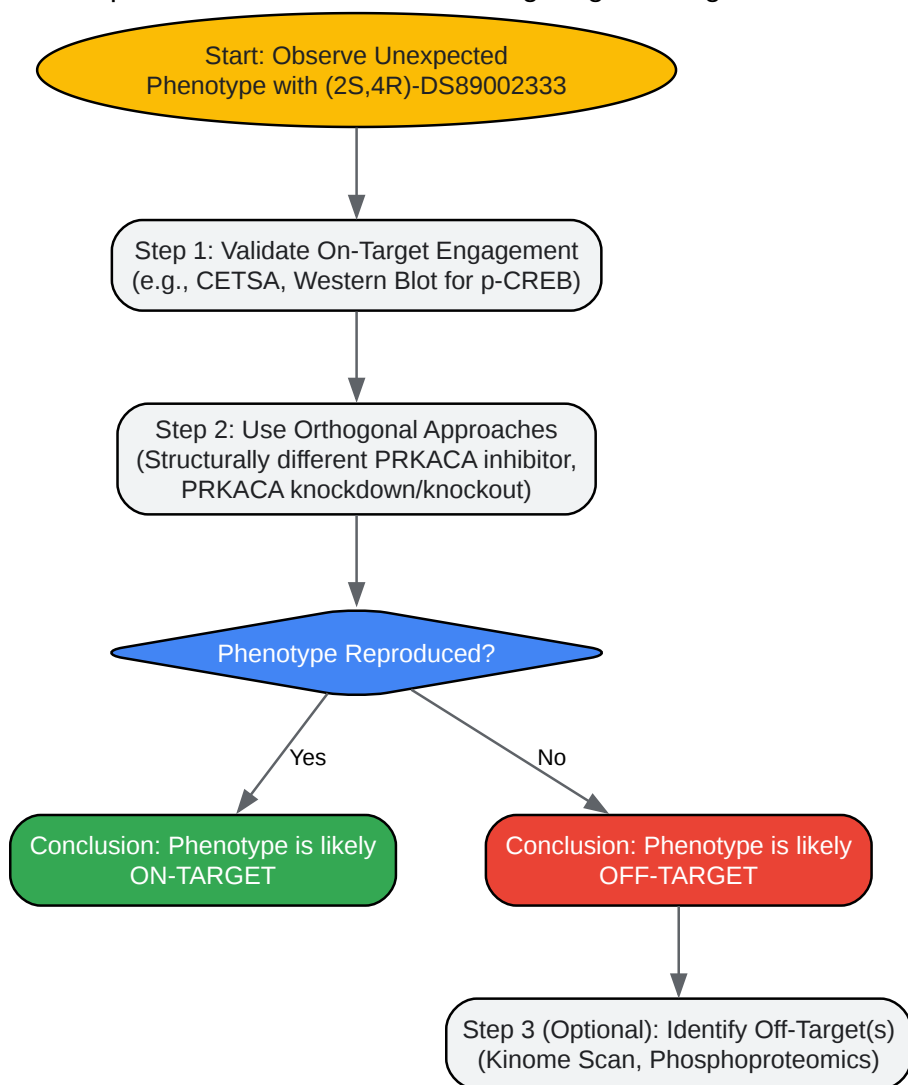 Start: Observe Unexpected
Phenotype with (2S,4R)-DS89002333
Step 1: Validate On-Target Engagement
(e.g., CETSA, Western Blot for p-CREB)
Step 2: Use Orthogonal Approaches
(Structurally different PRKACA inhibitor,
PRKACA knockdown/knockout)
Phenotype Reproduced?
Yes
No
Conclusion: Phenotype is likely
ON-TARGET
Conclusion: Phenotype is likely
OFF-TARGET
Step 3 (Optional): Identify Off-Target(s)
(Kinome Scan, Phosphoproteomics)